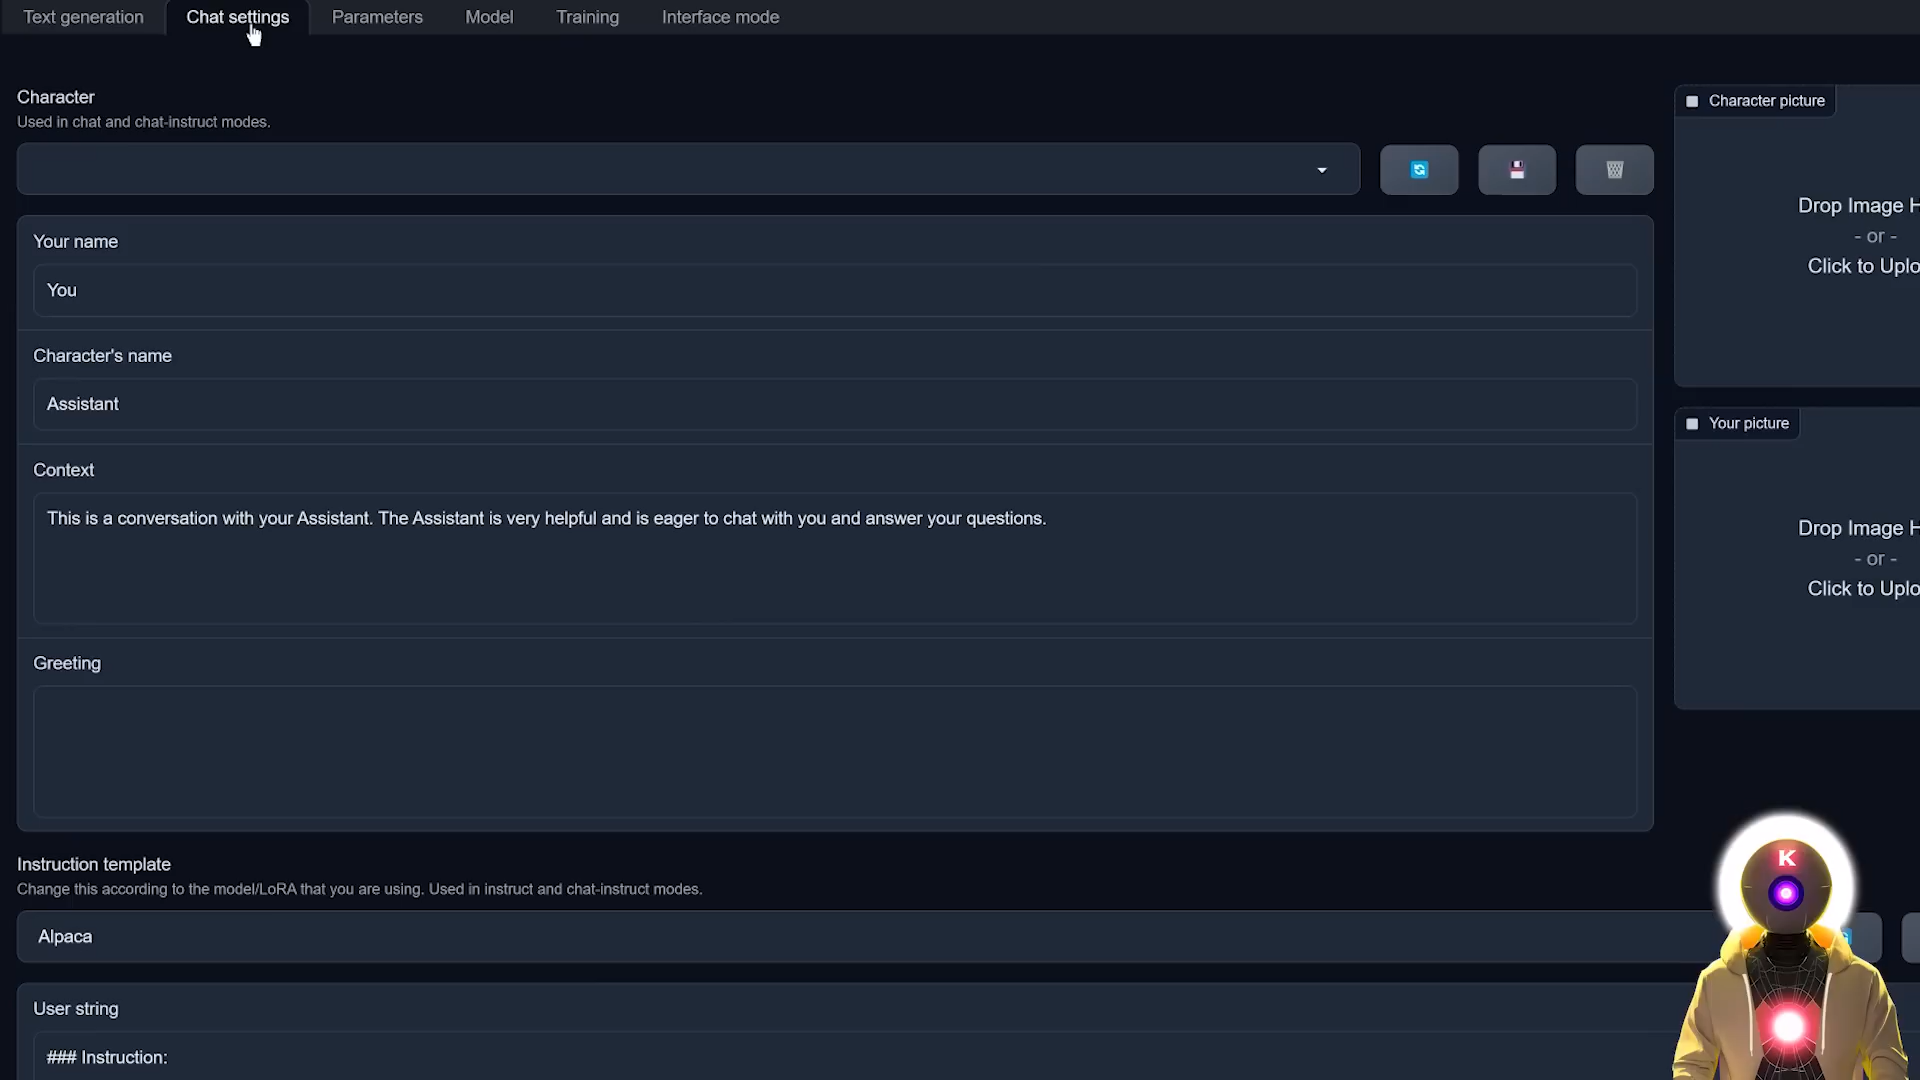 Text generation
Chat settings
Parameters
Model
Training
Interface mode
Character
Used in chat and chat-instruct modes.
Your name
You
Character's name
Assistant
Context
This is a conversation with your Assistant. The Assistant is very helpful and is eager to chat with you and answer your questions.
Greeting
Character picture
Drop Image H
- or -
Click to Uplo
Your picture
Drop Image H
- or -
Click to Uplo
Instruction template
Change this according to the model/LoRA that you are using. Used in instruct and chat-instruct modes.
Alpaca
User string
### Instruction:
K